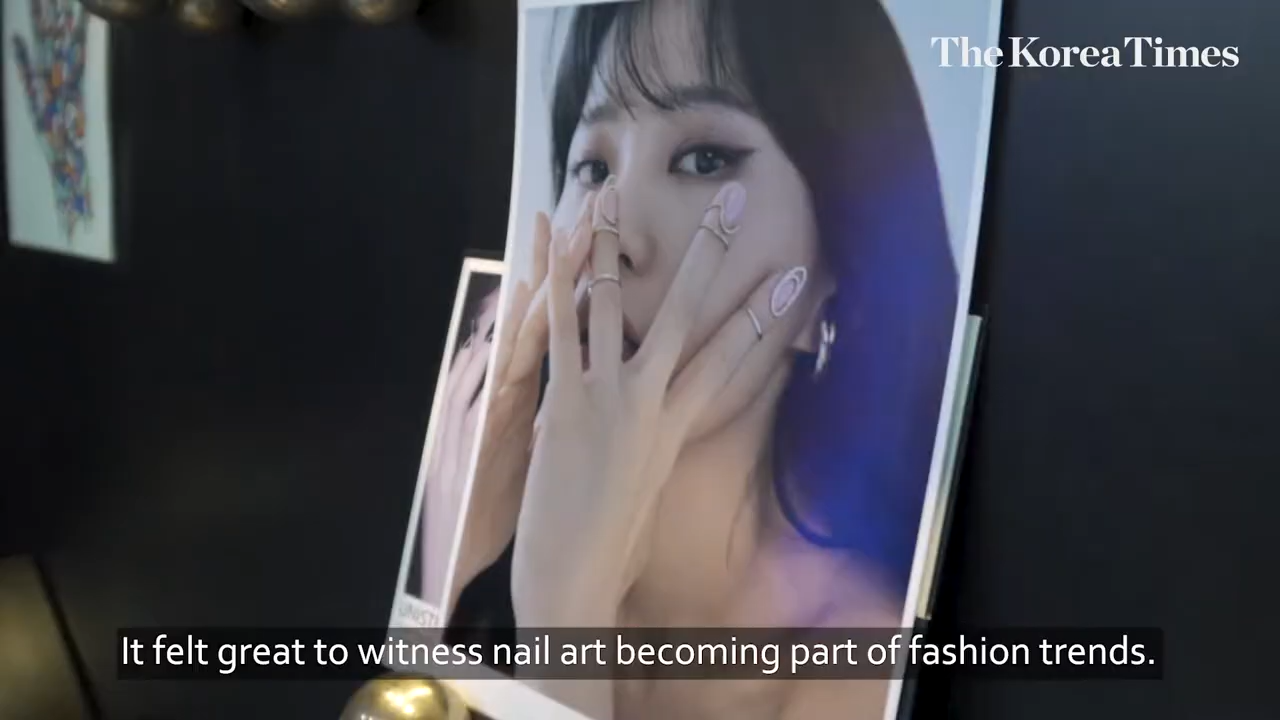 The Korea Times
It felt great to witness nail art becoming part of fashion trends.